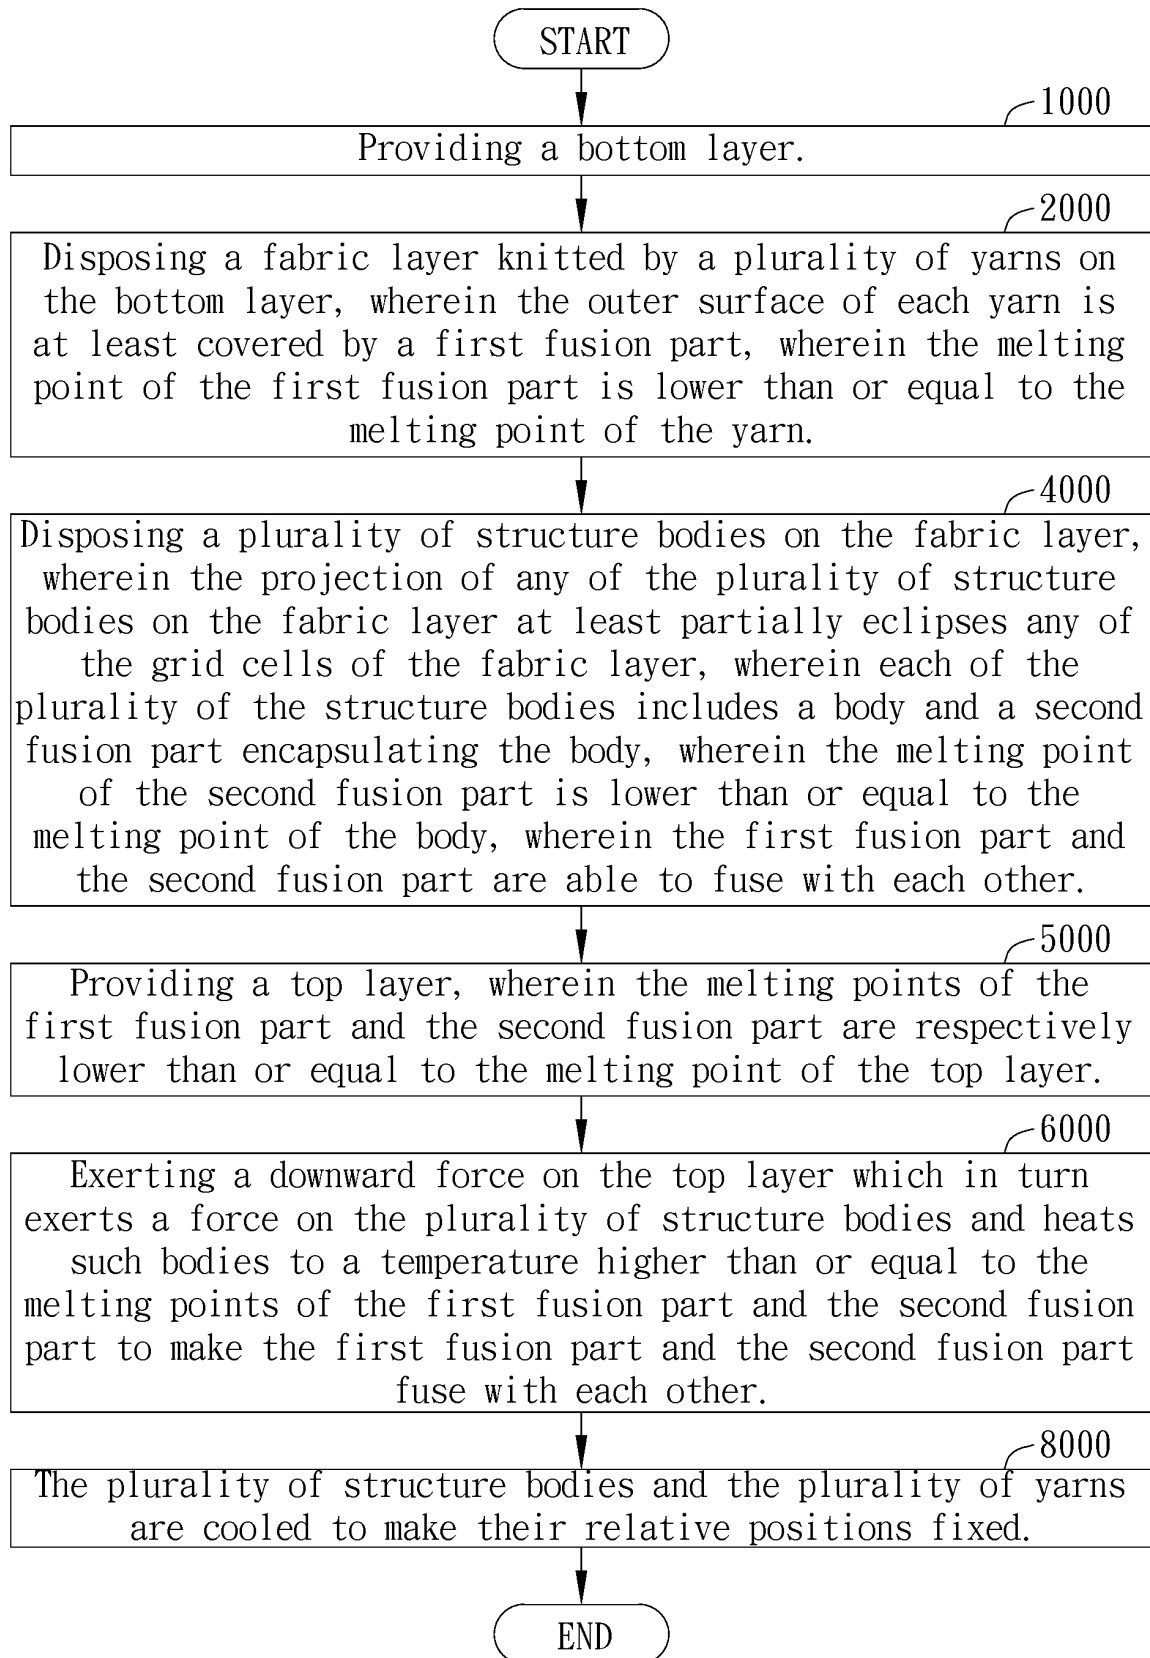 START
1000
Providing a bottom layer.
2000
Disposing a fabric layer knitted by a plurality of yarns on
the bottom layer, wherein the outer surface of each yarn is
at least covered by a first fusion part, wherein the melting
point of the first fusion part is lower than or equal to the
melting point of the yarn.
4000
Disposing a plurality of structure bodies on the fabric layer,
wherein the projection of any of the plurality of structure
bodies on the fabric layer at least partially eclipses any of
the grid cells of the fabric layer, wherein each of the
plurality of the structure bodies includes a body and a second
fusion part encapsulating the body, wherein the melting point
of the second fusion part is lower than or equal to the
melting point of the body, wherein the first fusion part and
the second fusion part are able to fuse with each other.
5000
Providing a top layer, wherein the melting points of the
first fusion part and the second fusion part are respectively
lower than or equal to the melting point of the top layer.
6000
Exerting a downward force on the top layer which in turn
exerts a force on the plurality of structure bodies and heats
such bodies to a temperature higher than or equal to the
melting points of the first fusion part and the second fusion
part to make the first fusion part and the second fusion part
fuse with each other.
8000
The plurality of structure bodies and the plurality of yarns
are cooled to make their relative positions fixed.
END